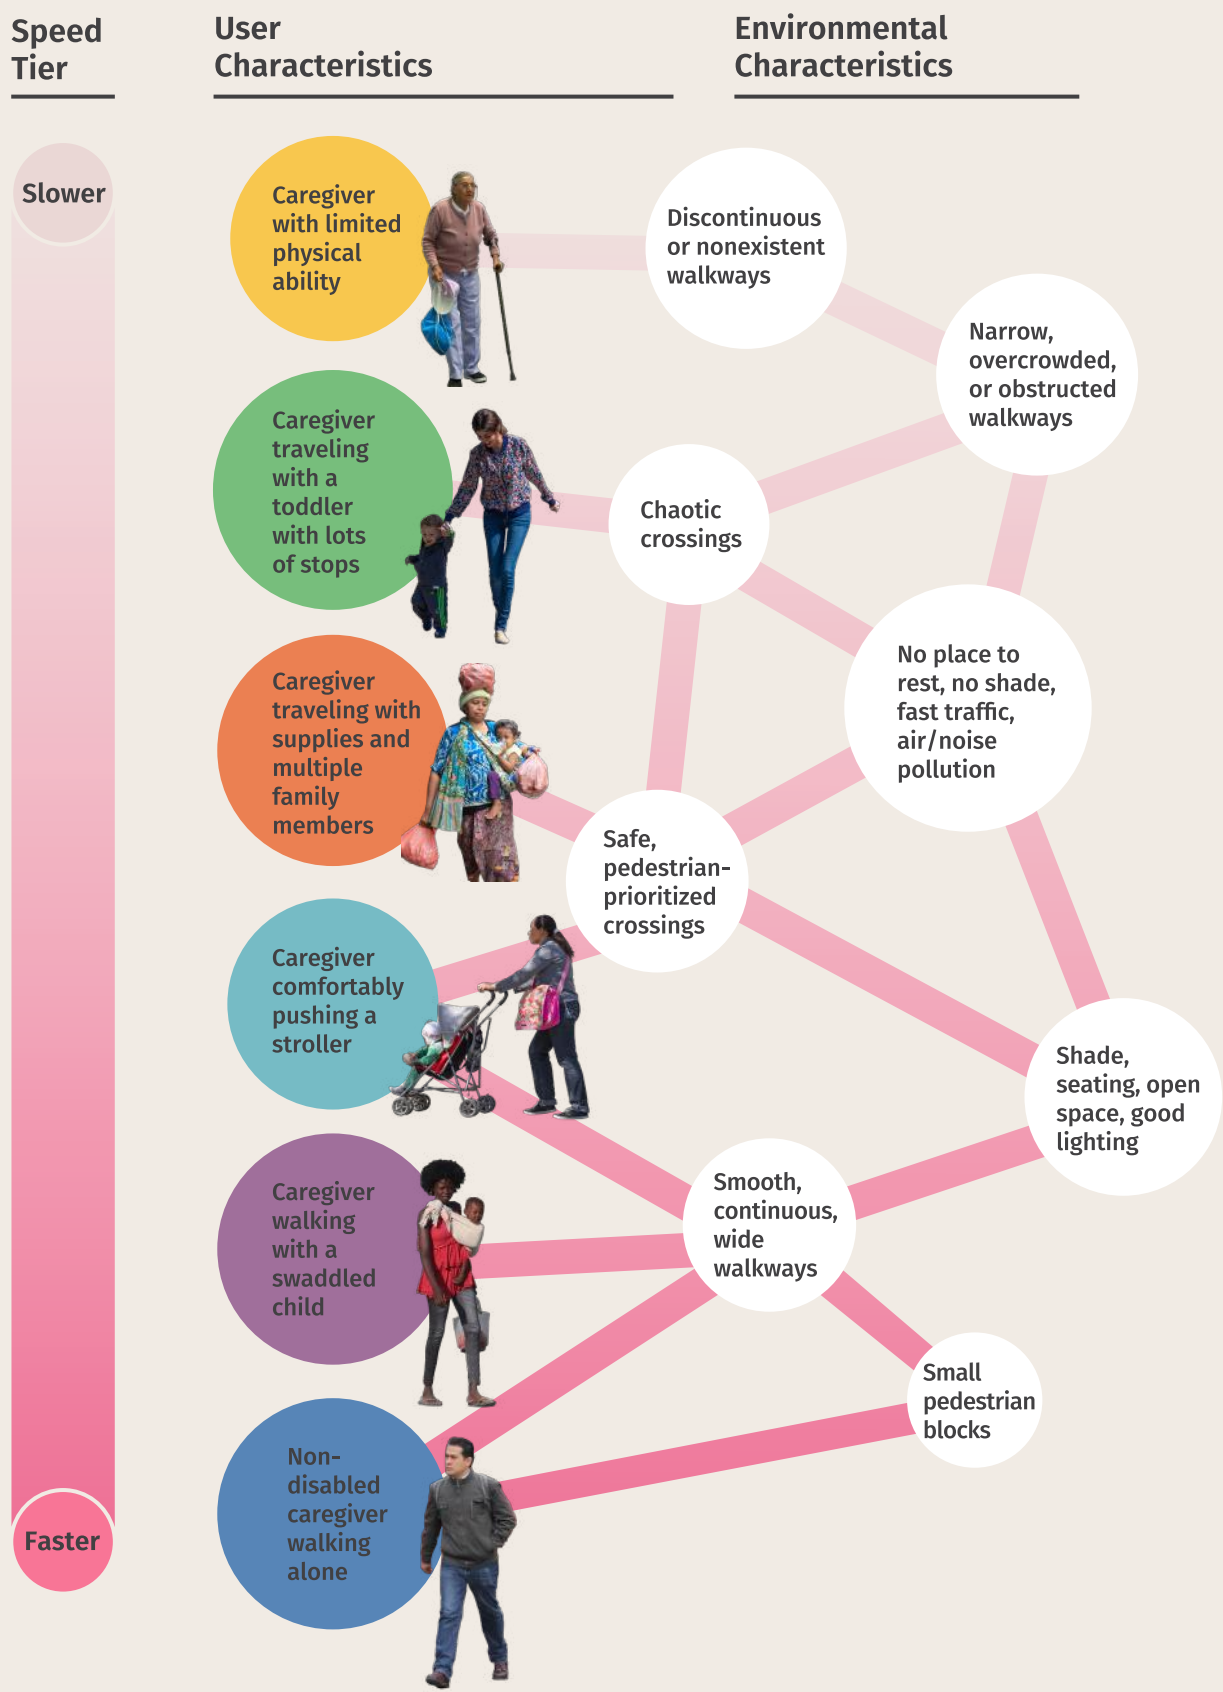 Speed
Tier
User
Characteristics
Environmental
Characteristics
Slower
Caregiver
with limited
physical
ability
Discontinuous
or nonexistent
walkways
Narrow,
overcrowded,
or obstructed
walkways
Caregiver
traveling
with a
toddler
with lots
of stops
Chaotic
crossings
No place to
rest, no shade,
fast traffic,
air/noise
pollution
Caregiver
traveling with
supplies and
multiple
family
members
Safe,
pedestrian-
prioritized
crossings
Caregiver
comfortably
pushing a
stroller
Shade,
seating, open
space, good
lighting
Caregiver
walking
with a
swaddled
child
Smooth,
continuous,
wide
walkways
Small
pedestrian
blocks
Non-
disabled
caregiver
walking
alone
Faster